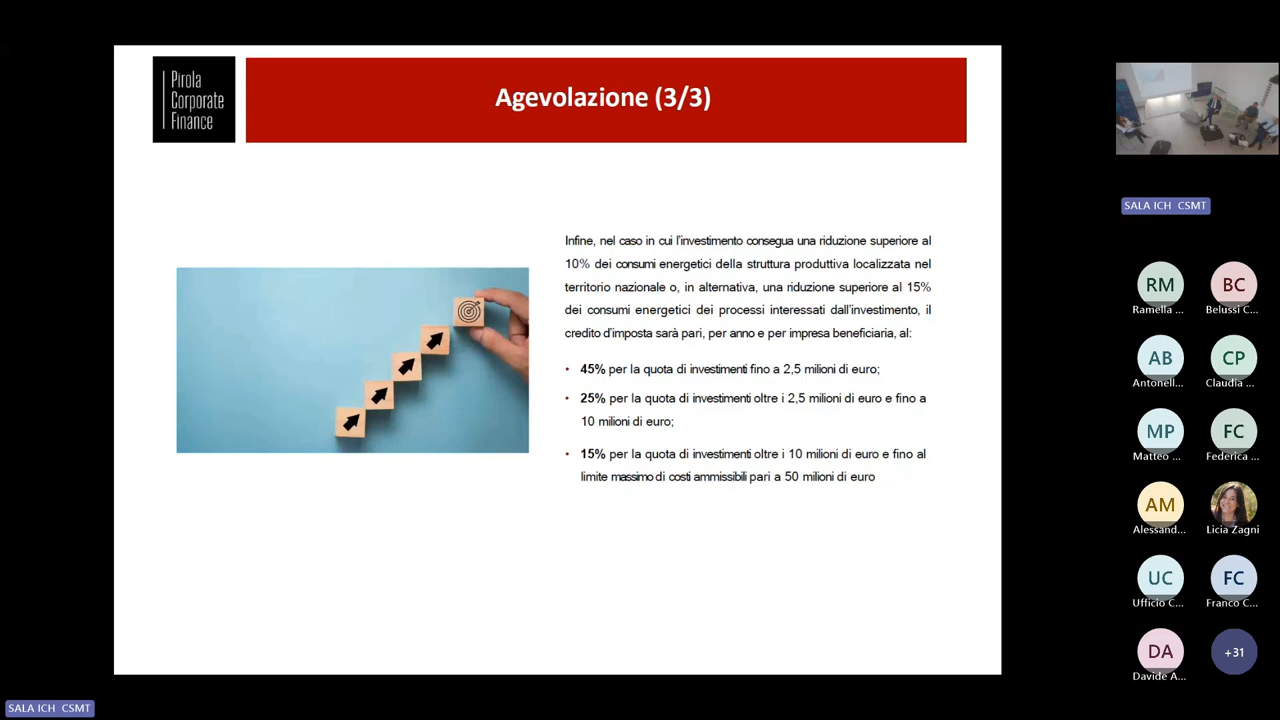 Pirola
Corporate
Finance
Agevolazione (3/3)
Infine, nel caso in cui l'investimento consegua una riduzione superiore al
10% dei consumi energetici della struttura produttiva localizzata nel
territorio nazionale o, in alternativa, una riduzione superiore al 15%
dei consumi energetici dei processi interessati dall'investimento, il
credito d'imposta sarà pari, per anno e per impresa beneficiaria, al:
• 45% per la quota di investimenti fino a 2,5 milioni di euro;
• 25% per la quota di investimenti oltre i 2,5 milioni di euro e fino a
10 milioni di euro;
• 15% per la quota di investimenti oltre i 10 milioni di euro e fino al
limite massimo di costi ammissibili pari a 50 milioni di euro
SALA ICH CSMT
RM
BC
Ramella ...
Belussi C...
AB
CP
Antonell...
Claudia ...
MP
FC
Matteo ...
Federica ...
AM
Alessand...
Licia Zagni
UC
FC
Ufficio C...
Franco C...
DA
+31
Davide A...
SALA ICH CSMT